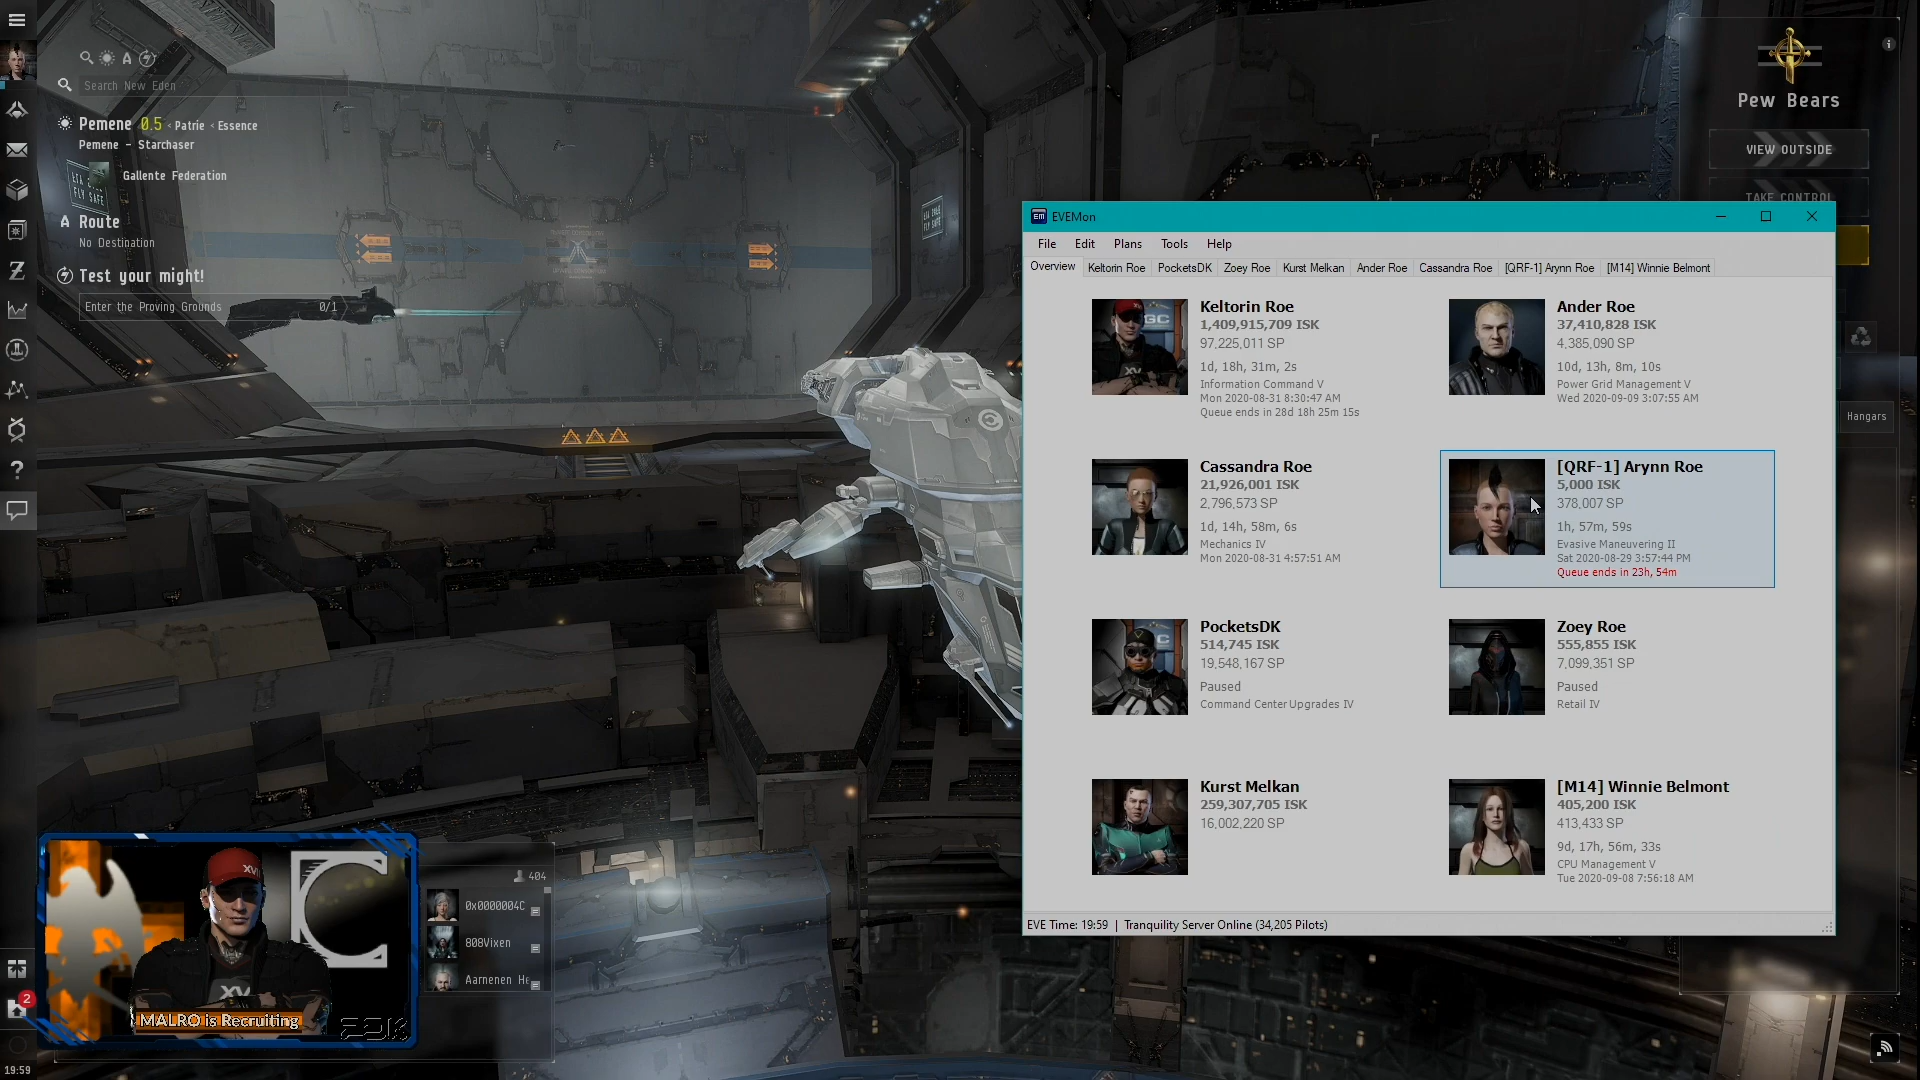 Search New Eden
Pemene 0.5 < Patrie < Essence
Pemene - Starchaser
Gallente Federation
FLY SAFE
A Route
No Destination
Test your might!
Enter the Proving Grounds 0/1
Pew Bears
VIEW OUTSIDE
TAKE CONTROL
Hangars
EM EVEMon
File Edit Plans Tools Help
Overview Keltorin Roe PocketsDK Zoey Roe Kurst Melkan Ander Roe Cassandra Roe [QRF-1] Arynn Roe [M14] Winnie Belmont
Keltorin Roe
1,409,915,709 ISK
97,225,011 SP
1d, 18h, 31m, 2s
Information Command V
Mon 2020-08-31 8:30:47 AM
Queue ends in 28d 18h 25m 15s
Ander Roe
37,410,828 ISK
4,385,090 SP
10d, 13h, 8m, 10s
Power Grid Management V
Wed 2020-09-09 3:07:55 AM
Cassandra Roe
21,926,001 ISK
2,796,573 SP
1d, 14h, 58m, 6s
Mechanics IV
Mon 2020-08-31 4:57:51 AM
[QRF-1] Arynn Roe
5,000 ISK
378,007 SP
1h, 57m, 59s
Evasive Maneuvering II
Sat 2020-08-29 3:57:44 PM
Queue ends in 23h, 54m
PocketsDK
514,745 ISK
19,548,167 SP
Paused
Command Center Upgrades IV
Zoey Roe
555,855 ISK
7,099,351 SP
Paused
Retail IV
Kurst Melkan
259,307,705 ISK
16,002,220 SP
[M14] Winnie Belmont
405,200 ISK
413,433 SP
9d, 17h, 56m, 33s
CPU Management V
Tue 2020-09-08 7:56:18 AM
EVE Time: 19:59 | Tranquility Server Online (34,205 Pilots)
404
0x0000004C
808Vixen
Aarnenen He
MALRO is Recruiting
2
19:59